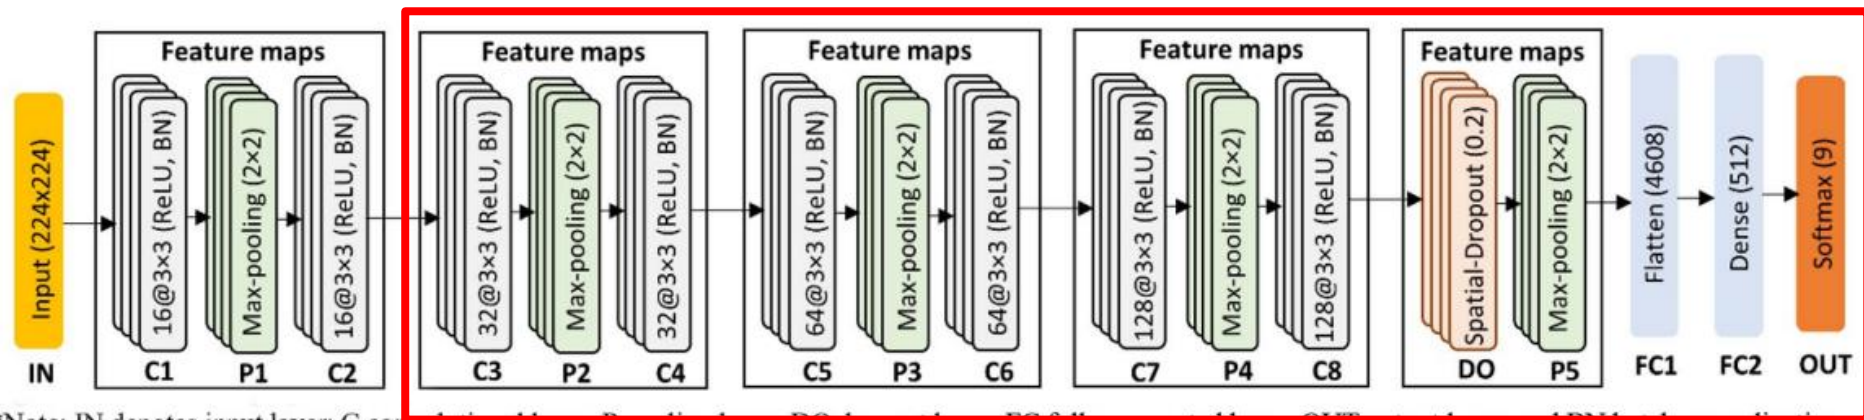 Feature maps
Feature maps
Feature maps
Feature maps
Feature maps
Input (224x224)
16@3×3 (ReLU, BN)
Max-pooling (2×2)
16@3×3 (ReLU, BN)
32@3×3 (ReLU, BN)
Max-pooling (2×2)
32@3×3 (ReLU, BN)
64@3×3 (ReLU, BN)
Max-pooling (2×2)
64@3×3 (ReLU, BN)
128@3×3 (ReLU, BN)
Max-pooling (2×2)
128@3×3 (ReLU, BN)
Spatial-Dropout (0.2)
Max-pooling (2×2)
Flatten (4608)
Dense (512)
Softmax (9)
IN
C1
P1
C2
C3
P2
C4
C5
P3
C6
C7
P4
C8
DO
P5
FC1
FC2
OUT